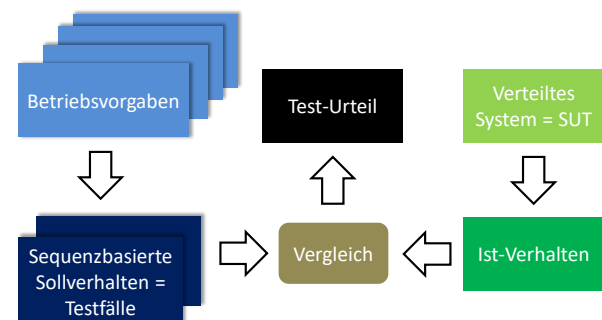 Betriebsvorgaben
Test-Urteil
Verteiltes
System = SUT
Sequenzbasierte
Sollverhalten =
Testfälle
Vergleich
Ist-Verhalten